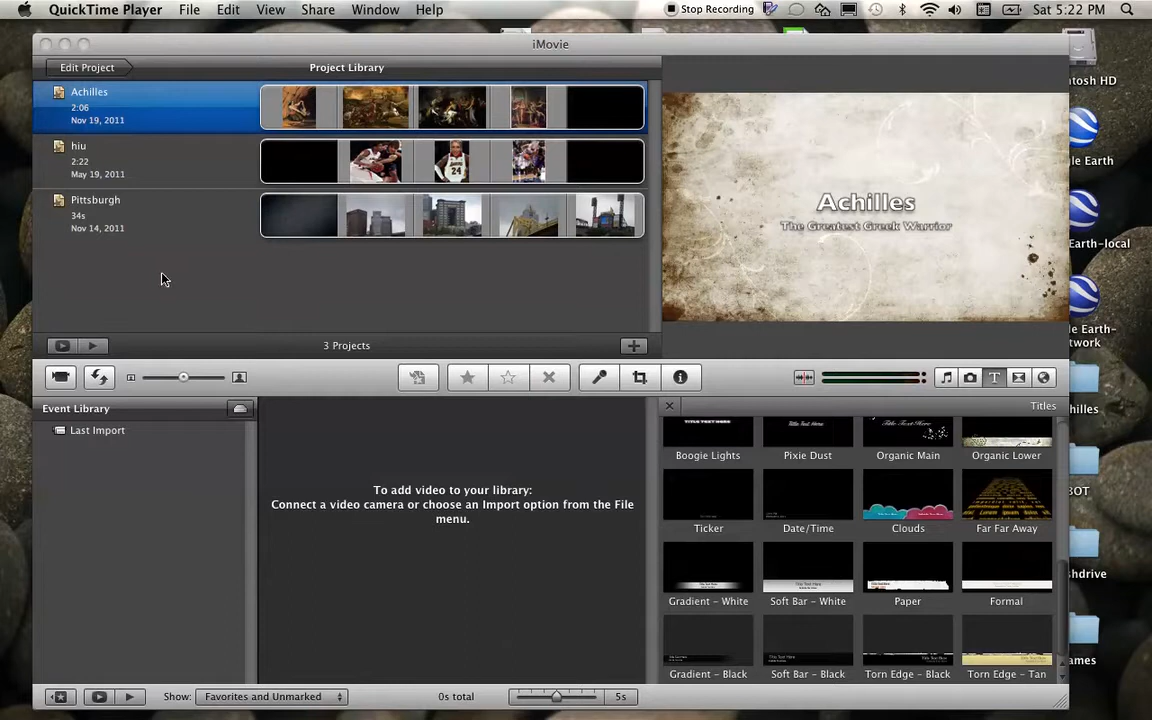 QuickTime Player File Edit View Share Window Help Stop Recording Sat 5:22 PM
iMovie
Edit Project Project Library
Achilles
2:06
Nov 19, 2011
hiu
2:22
May 19, 2011
Pittsburgh
34s
Nov 14, 2011
3 Projects
Achilles
The Greatest Greek Warrior
Event Library
Last Import
To add video to your library:
Connect a video camera or choose an Import option from the File
menu.
Titles
Boogie Lights Pixie Dust Organic Main Organic Lower
Ticker Date/Time Clouds Far Far Away
Gradient - White Soft Bar - White Paper Formal
Gradient - Black Soft Bar - Black Torn Edge - Black Torn Edge - Tan
Show: Favorites and Unmarked 0s total 5s
ntosh HD
le Earth
Earth-local
le Earth-
twork
hilles
BOT
shdrive
ames